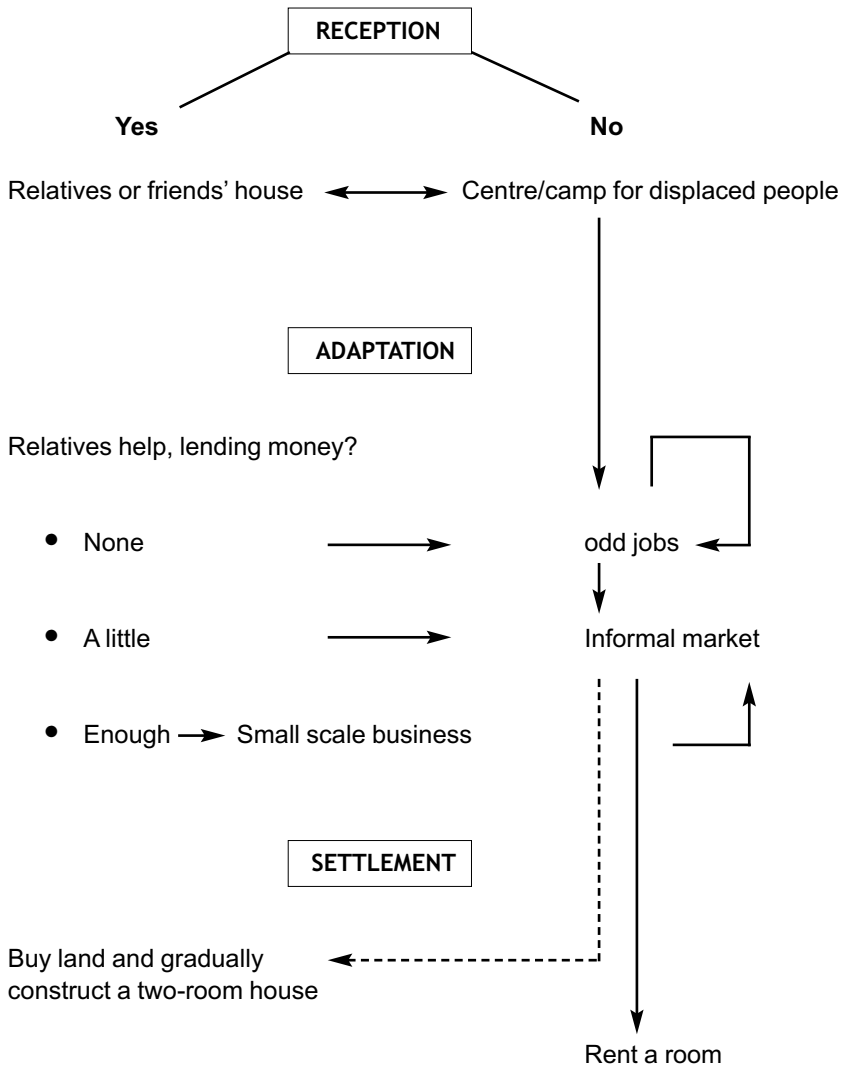 RECEPTION
Yes
No
Relatives or friends’ house
Centre/camp for displaced people
ADAPTATION
Relatives help, lending money?
• None
odd jobs
• A little
Informal market
• Enough
Small scale business
SETTLEMENT
Buy land and gradually
construct a two-room house
Rent a room